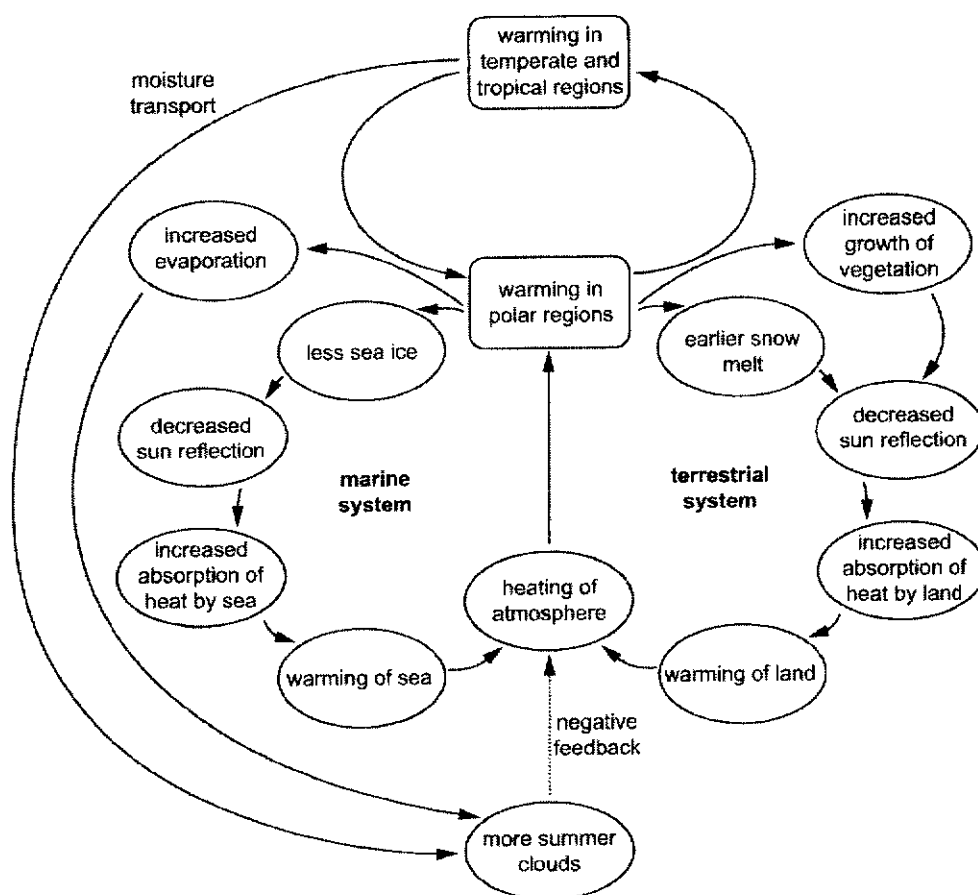 warming in
temperate and
tropical regions
moisture
transport
increased
evaporation
increased
growth of
vegetation
warming in
polar regions
less sea ice
earlier snow
melt
decreased
sun reflection
decreased
sun reflection
marine
system
terrestrial
system
increased
absorption of
heat by sea
heating of
atmosphere
increased
absorption of
heat by land
warming of sea
warming of land
negative
feedback
more summer
clouds